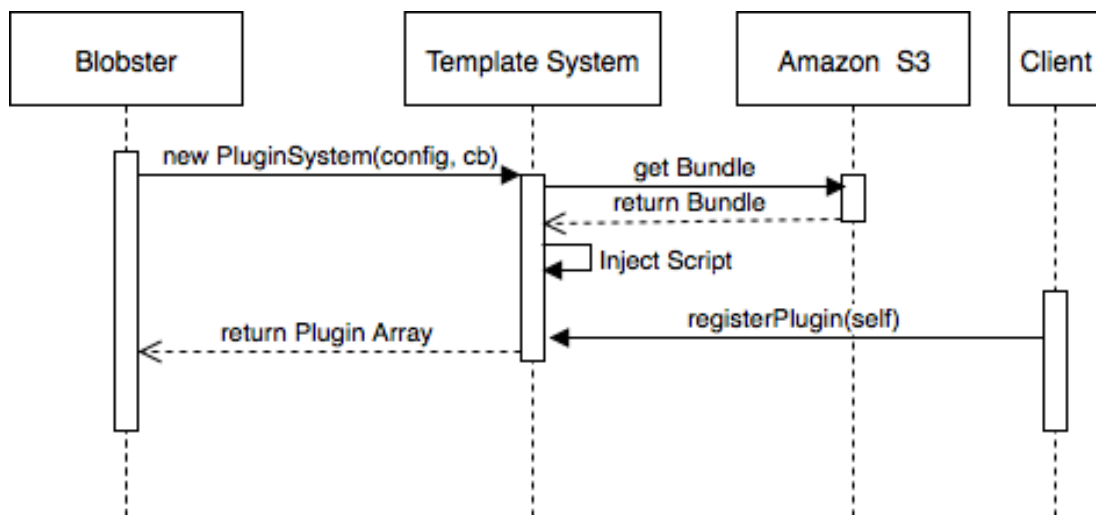 Blobster
Template System
Amazon S3
Client
new PluginSystem(config, cb)
get Bundle
return Bundle
Inject Script
registerPlugin(self)
return Plugin Array